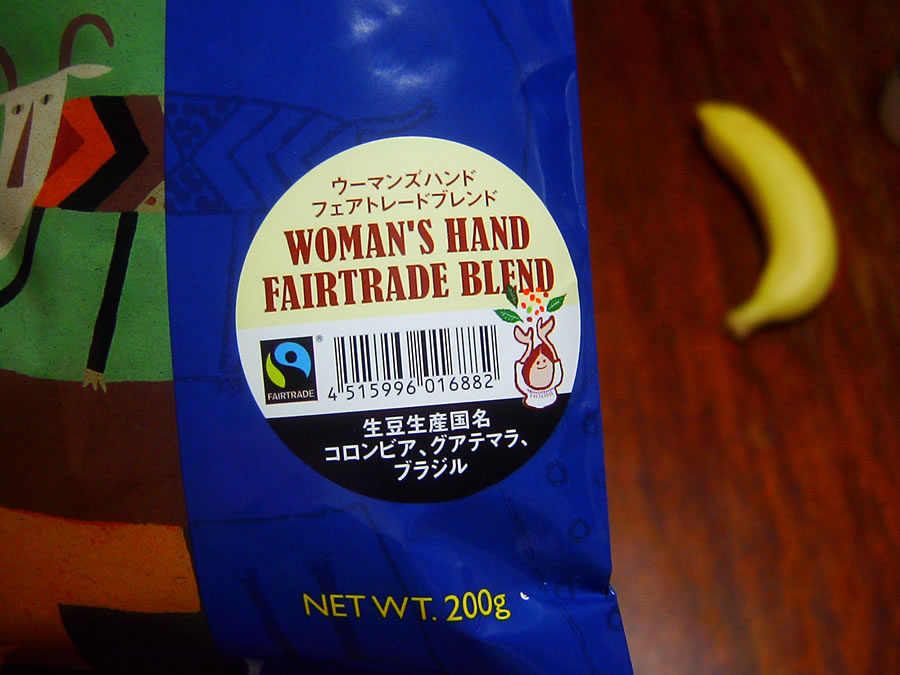 ウーマンズハンド
フェアトレードブレンド
WOMAN'S HAND
FAIRTRADE BLEND
®
FAIRTRADE
4 515996 016882
生豆生産国名
コロンビア、グアテマラ、
ブラジル
NET WT. 200g